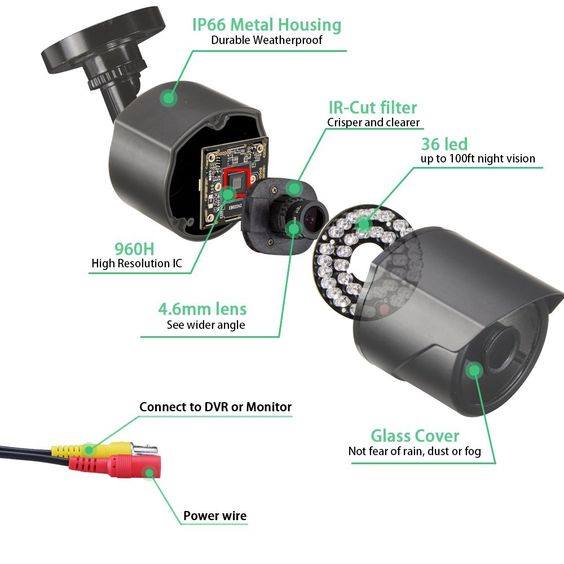 IP66 Metal Housing
Durable Weatherproof
IR-Cut filter
Crisper and clearer
36 led
up to 100ft night vision
960H
High Resolution IC
4.6mm lens
See wider angle
Connect to DVR or Monitor
Glass Cover
Not fear of rain, dust or fog
Power wire